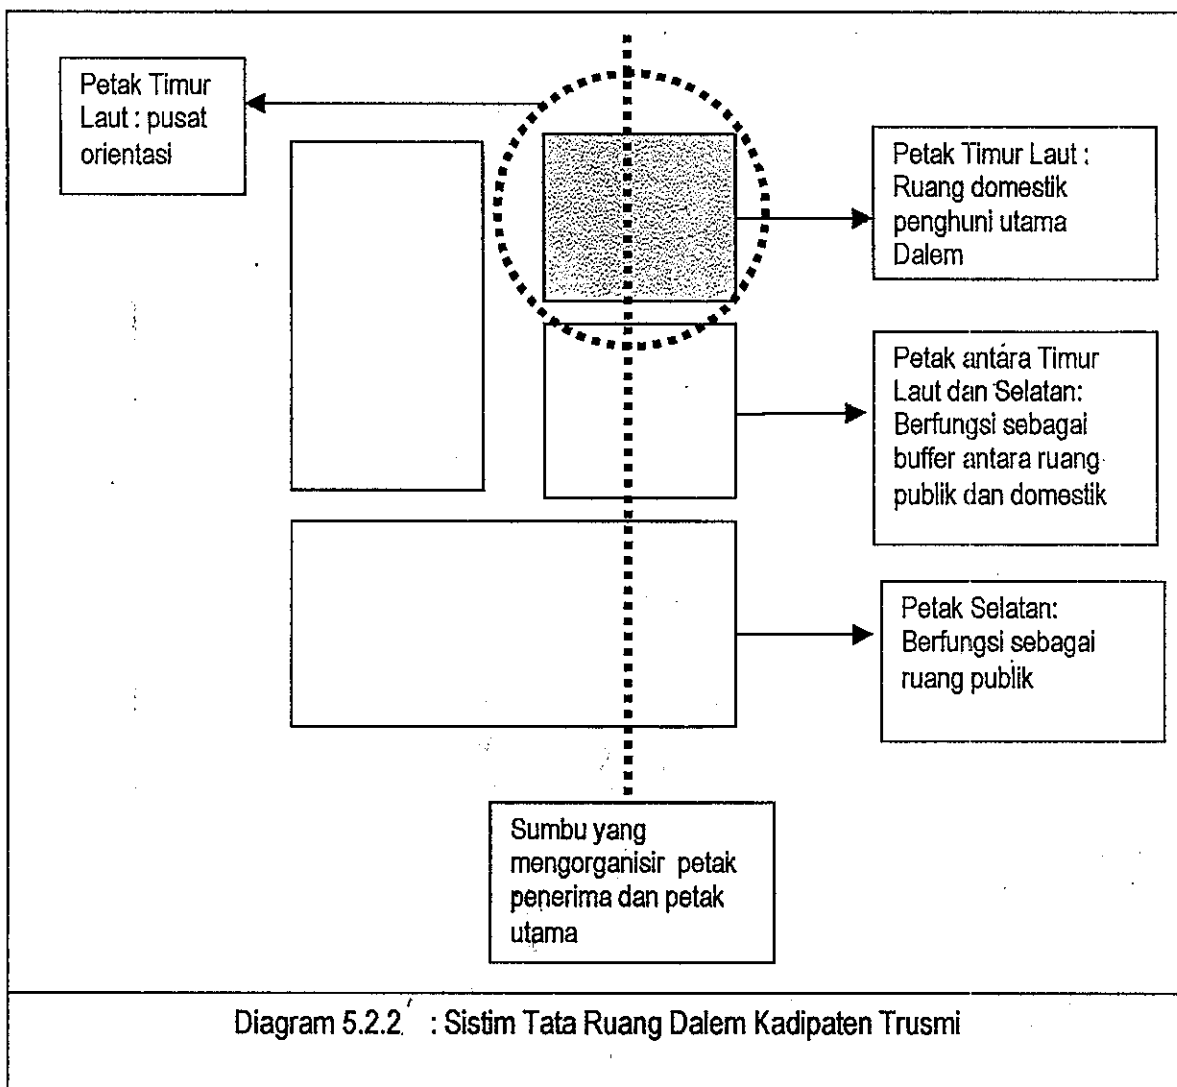 Petak Timur
Laut : pusat
orientasi
Petak Timur Laut :
Ruang domestik
penghuni utama
Dalem
Petak antara Timur
Laut dan Selatan:
Berfungsi sebagai
buffer antara ruang
publik dan domestik
Petak Selatan:
Berfungsi sebagai
ruang publik
Sumbu yang
mengorganisir petak
penerima dan petak
utama
Diagram 5.2.2 : Sistim Tata Ruang Dalem Kadipaten Trusmi